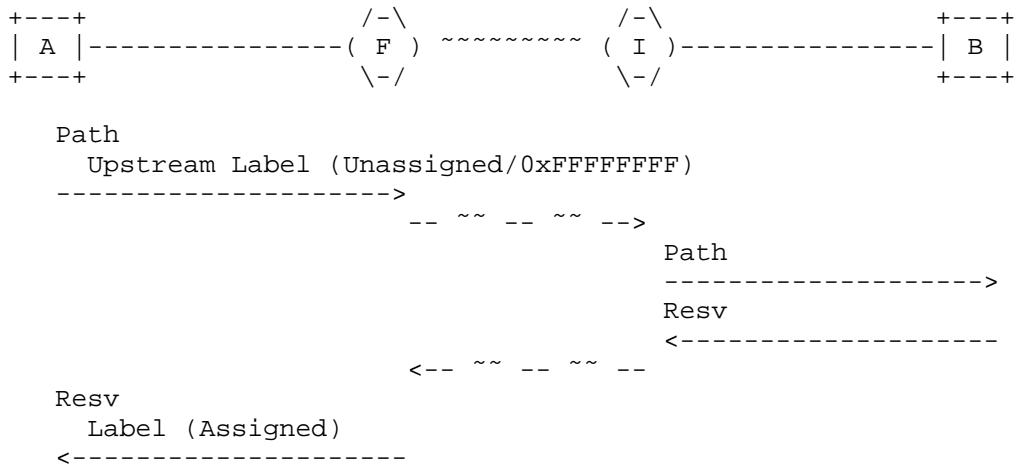 +---+                /-\               /-\                +---+
| A |----------------( F ) ~~~~~~~~~ ( I )----------------| B |
+---+                \-/               \-/                +---+
Path
Upstream Label (Unassigned/0xFFFFFFFF)
--------------------->
-- ~~ -- ~~ -->
Path
-------------------->
Resv
<--------------------
<-- ~~ -- ~~ --
Resv
Label (Assigned)
<---------------------